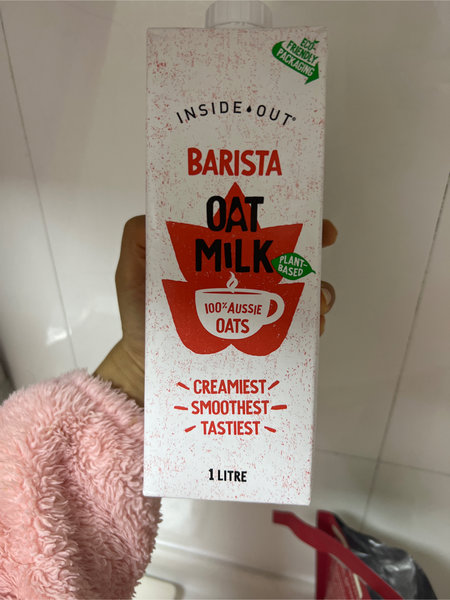 ECO-
FRIENDLY
PACKAGING
INSIDE OUT®
BARISTA
OAT
MILK
PLANT-
BASED
100% AUSSIE
OATS
CREAMIEST
SMOOTHEST
TASTIEST
1 LITRE